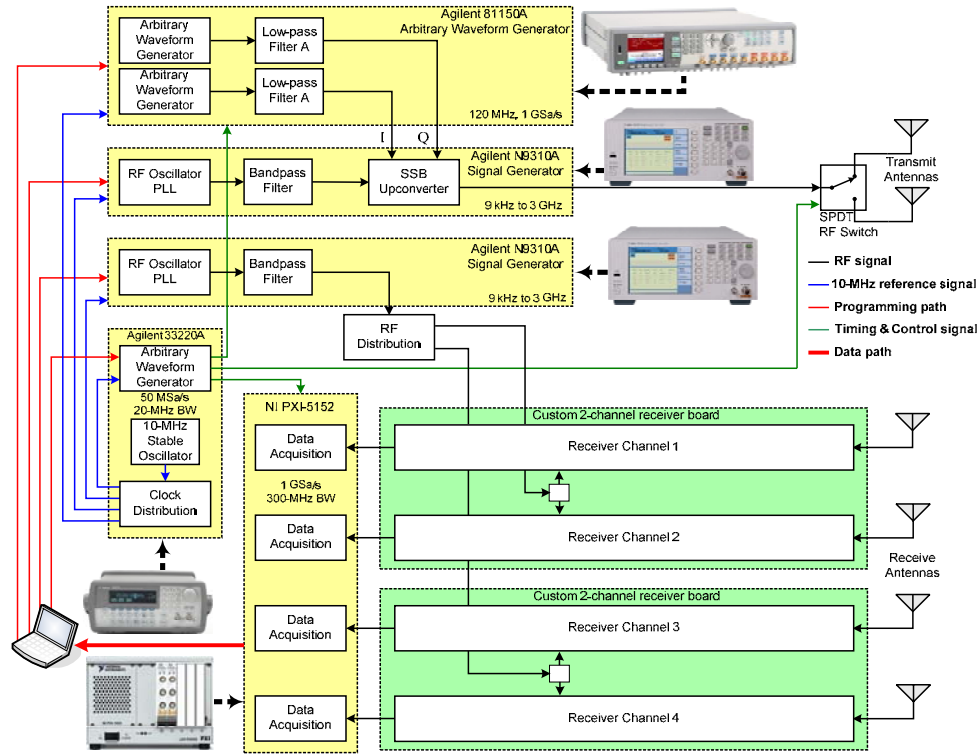 Agilent 81150A
Arbitrary Waveform Generator
Arbitrary
Waveform
Generator
Low-pass
Filter A
Arbitrary
Waveform
Generator
Low-pass
Filter A
120 MHz, 1 GSa/s
I
Q
Agilent N9310A
Signal Generator
RF Oscillator
PLL
Bandpass
Filter
SSB
Upconverter
9 kHz to 3 GHz
Transmit
Antennas
SPDT
RF Switch
Agilent N9310A
Signal Generator
RF Oscillator
PLL
Bandpass
Filter
9 kHz to 3 GHz
RF signal
10-MHz reference signal
Programming path
Timing & Control signal
Data path
RF
Distribution
Agilent 33220A
Arbitrary
Waveform
Generator
50 MSa/s
20-MHz BW
10-MHz
Stable
Oscillator
Clock
Distribution
NI PXI-5152
Data
Acquisition
1 GSa/s
300-MHz BW
Data
Acquisition
Data
Acquisition
Data
Acquisition
Custom 2-channel receiver board
Receiver Channel 1
Receiver Channel 2
Receive
Antennas
Custom 2-channel receiver board
Receiver Channel 3
Receiver Channel 4